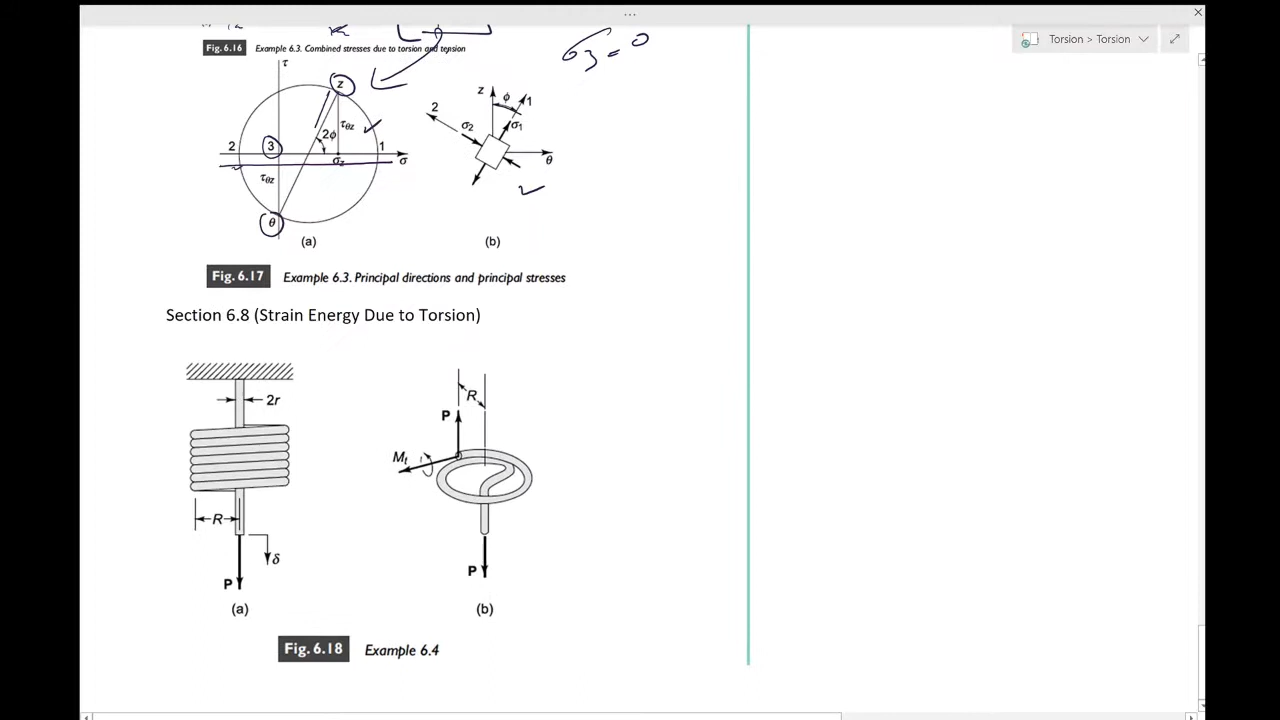 ...
Torsion > Torsion
Fig. 6.16 Example 6.3. Combined stresses due to torsion and tension
σ3 = 0
τ
z
2ϕ
τθz
2
3
σz
1
σ
τθz
θ
(a)
z
ϕ
1
2
σ2
σ1
θ
(b)
Fig. 6.17 Example 6.3. Principal directions and principal stresses
Section 6.8 (Strain Energy Due to Torsion)
2r
R
δ
P
(a)
R
P
Mt
P
(b)
Fig. 6.18 Example 6.4